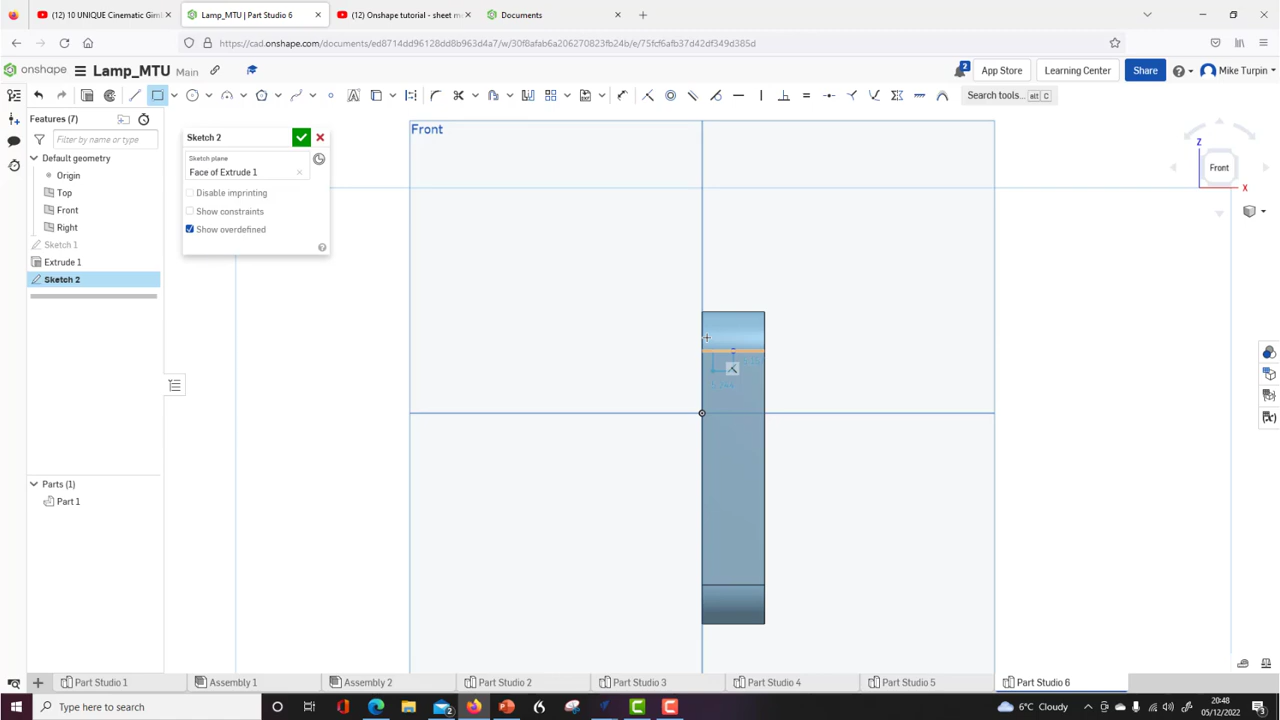 (12) 10 UNIQUE Cinematic Giml
Lamp_MTU | Part Studio 6
(12) Onshape tutorial - sheet m
Documents
https://cad.onshape.com/documents/ed8714dd96128dd8b963d4a7/w/30f8afab6a206270823fcb24b/e/75fcf6afb37d42df349d385d
onshape
Lamp_MTU
Main
2
App Store
Learning Center
Share
Mike Turpin
Search tools...
alt
C
Features (7)
Filter by name or type
Default geometry
Origin
Top
Front
Right
Sketch 1
Extrude 1
Sketch 2
Parts (1)
Part 1
Sketch 2
Sketch plane
Face of Extrude 1
Disable imprinting
Show constraints
Show overdefined
Front
Z
Front
X
Part Studio 1
Assembly 1
Assembly 2
Part Studio 2
Part Studio 3
Part Studio 4
Part Studio 5
Part Studio 6
Type here to search
2
6°C Cloudy
20:48
05/12/2022
3